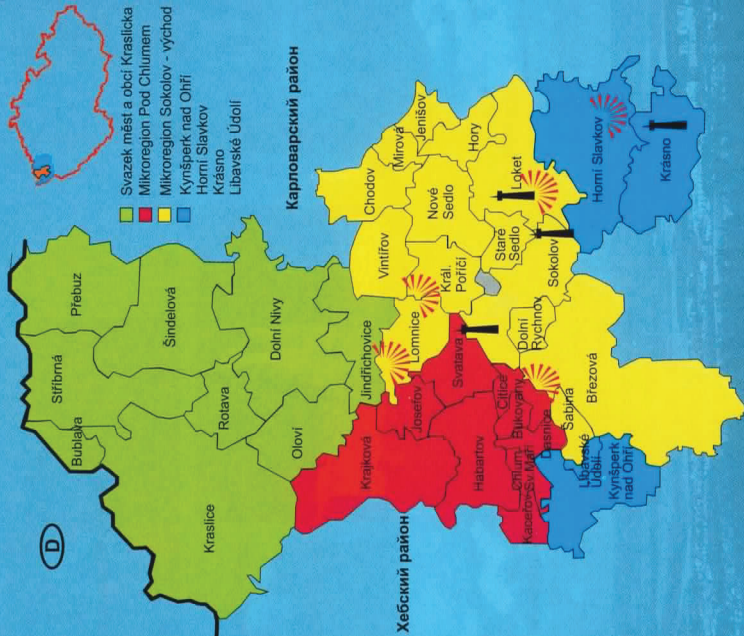 D
Svazek měst a obcí Kraslicka
Mikroregion Pod Chlumem
Mikroregion Sokolov - východ
Kynšperk nad Ohří
Horní Slavkov
Krásno
Libavské Údolí
Карловарский район
Хебский район
Přebuz
Stříbrná
Bublava
Šindelová
Rotava
Kraslice
Dolní Nivy
Oloví
Jindřichovice
Krajková
Josefov
Lomnice
Svatava
Habartov
Citice
Bukovany
Chlum
Sv. Maří
Kaceřov
Dasnice
Šabina
Libavské
Údolí
Kynšperk
nad Ohří
Březová
Dolní
Rychnov
Sokolov
Staré
Sedlo
Král.
Poříčí
Vintířov
Chodov
Nové
Sedlo
Mírová
Jenišov
Hory
Loket
Horní Slavkov
Krásno